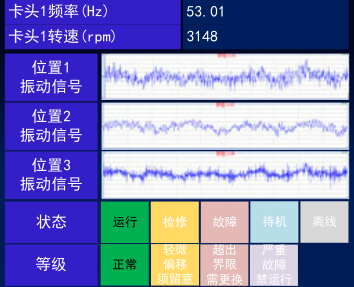 卡头1频率(Hz) 53.01
卡头1转速(rpm) 3148
位置1
振动信号
位置2
振动信号
位置3
振动信号
状态 运行 检修 故障 待机 离线
等级 正常
轻微
偏移
须留意
超出
界限
需更换
严重
故障
禁运行